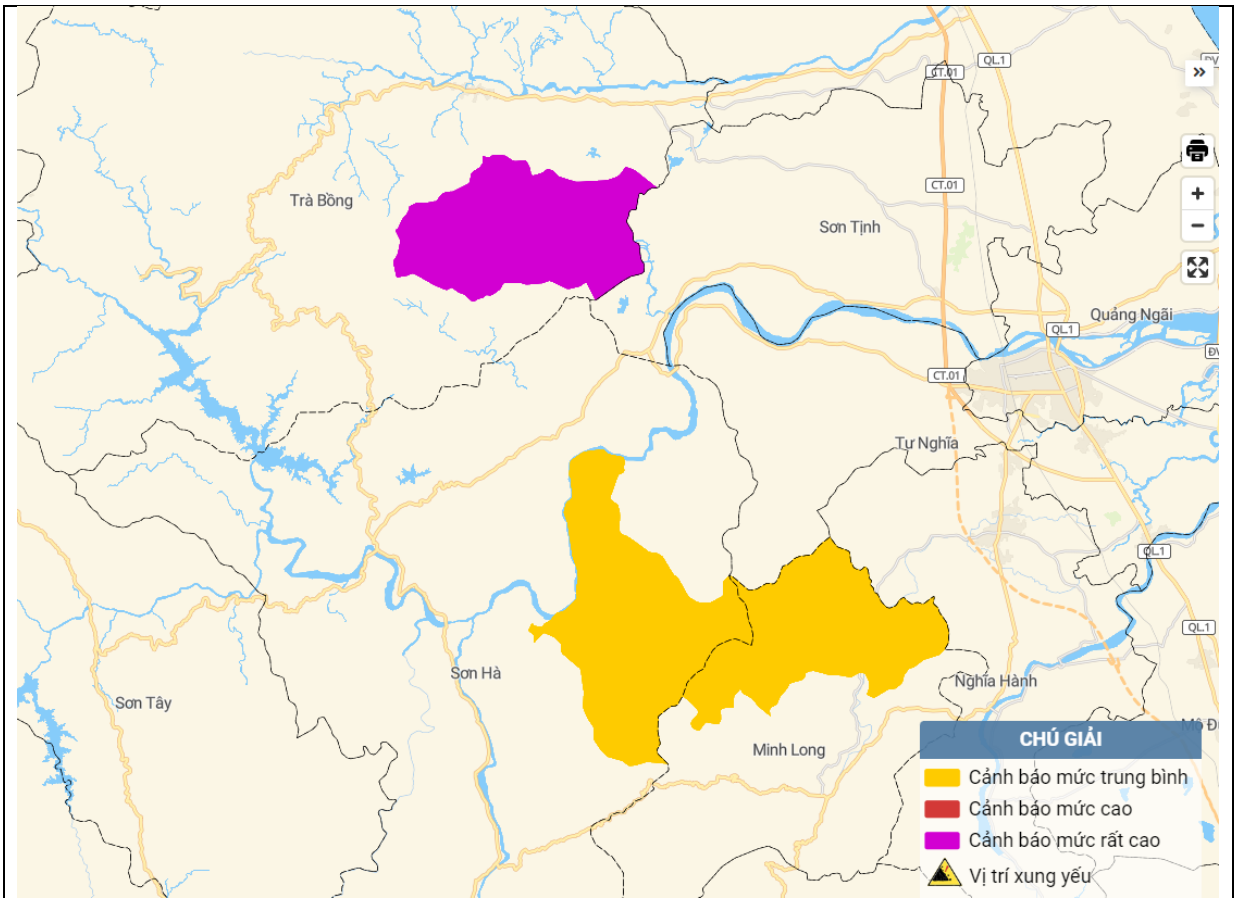 QL.1
CT.01
»
+
−
Trà Bồng
CT.01
Sơn Tịnh
Quảng Ngãi
QL.1
CT.01
Tư Nghĩa
QL.1
QL.1
Sơn Hà
Nghĩa Hành
Sơn Tây
Minh Long
CHÚ GIẢI
Cảnh báo mức trung bình
Cảnh báo mức cao
Cảnh báo mức rất cao
Vị trí xung yếu